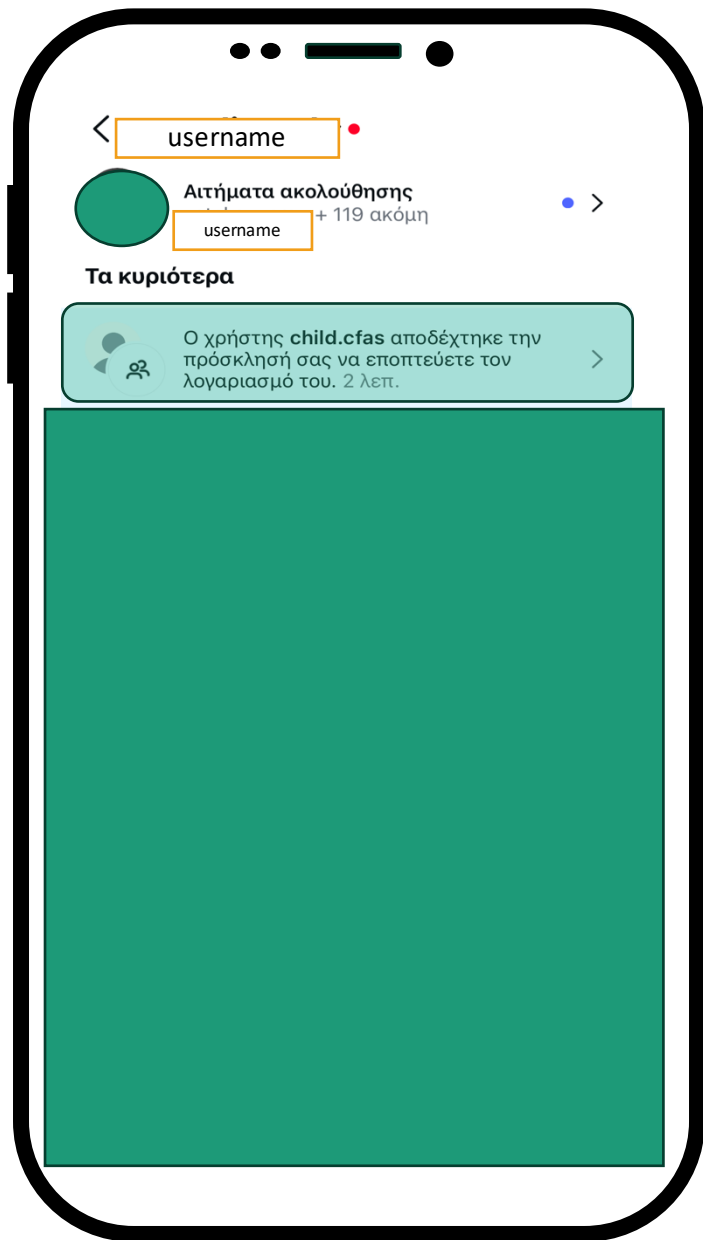 username
Αιτήματα ακολούθησης
username + 119 ακόμη
Τα κυριότερα
Ο χρήστης child.cfas αποδέχτηκε την
πρόσκλησή σας να εποπτεύετε τον
λογαριασμό του. 2 λεπ.